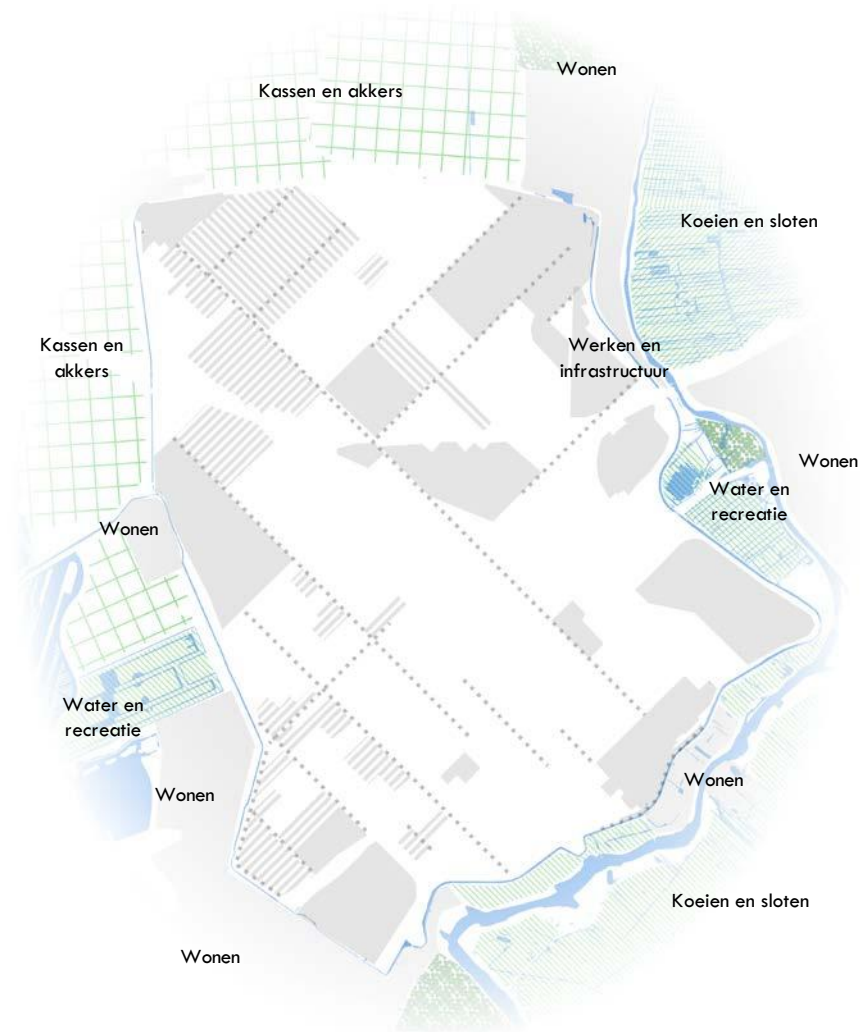 Wonen
Kassen en akkers
Koeien en sloten
Kassen en
akkers
Werken en
infrastructuur
Wonen
Water en
recreatie
Wonen
Water en
recreatie
Wonen
Wonen
Koeien en sloten
Wonen